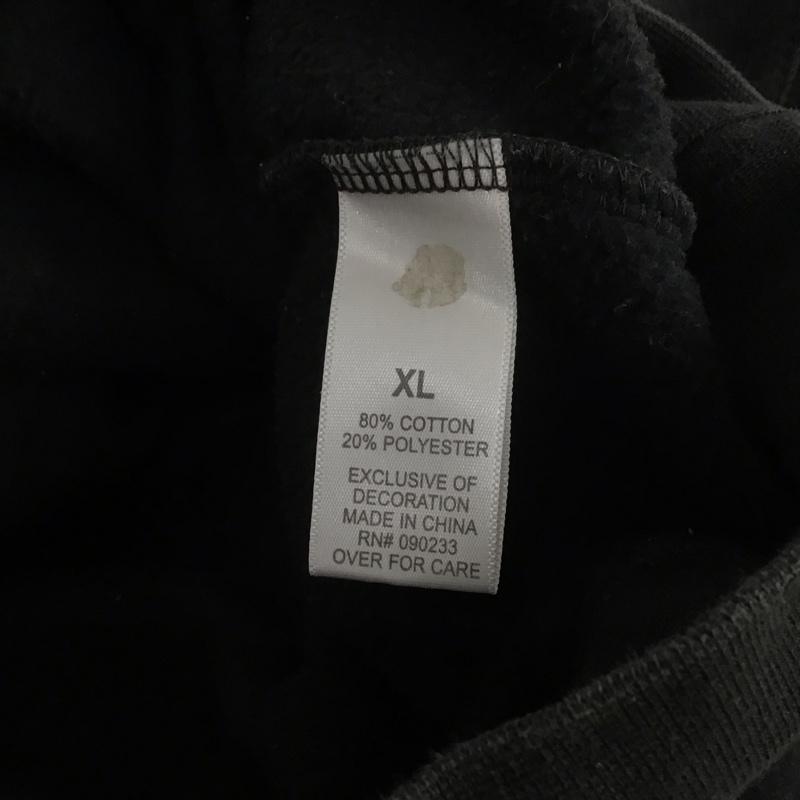 XL
80% COTTON
20% POLYESTER
EXCLUSIVE OF
DECORATION
MADE IN CHINA
RN# 090233
OVER FOR CARE